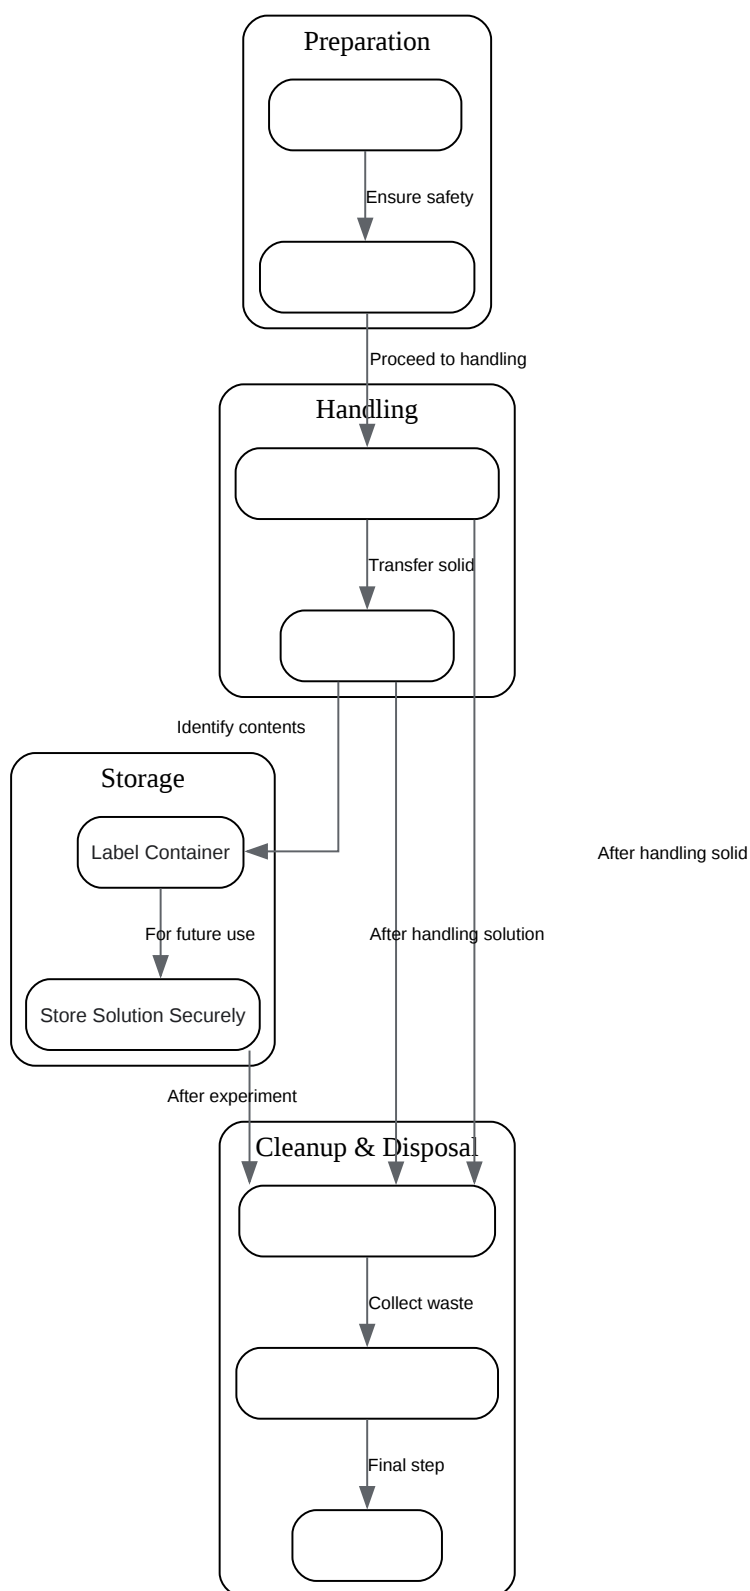 Preparation
Ensure safety
Proceed to handling
Handling
Transfer solid
Identify contents
Storage
Label Container
After handling solid
For future use
After handling solution
Store Solution Securely
After experiment
Cleanup & Disposal
Collect waste
Final step